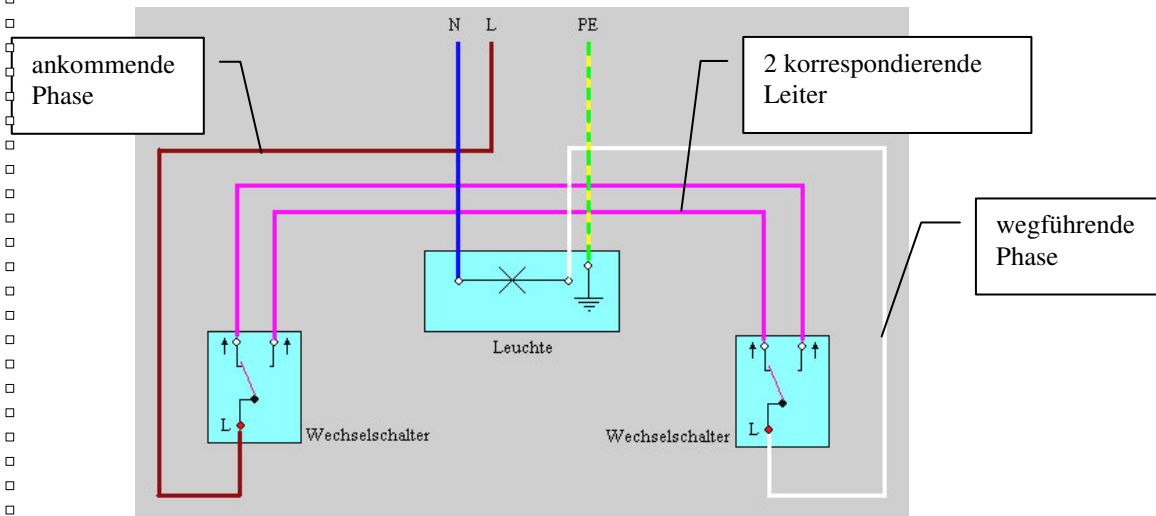 N L PE
ankommende
Phase
2 korrespondierende
Leiter
wegführende
Phase
Leuchte
L
Wechselschalter
Wechselschalter
L